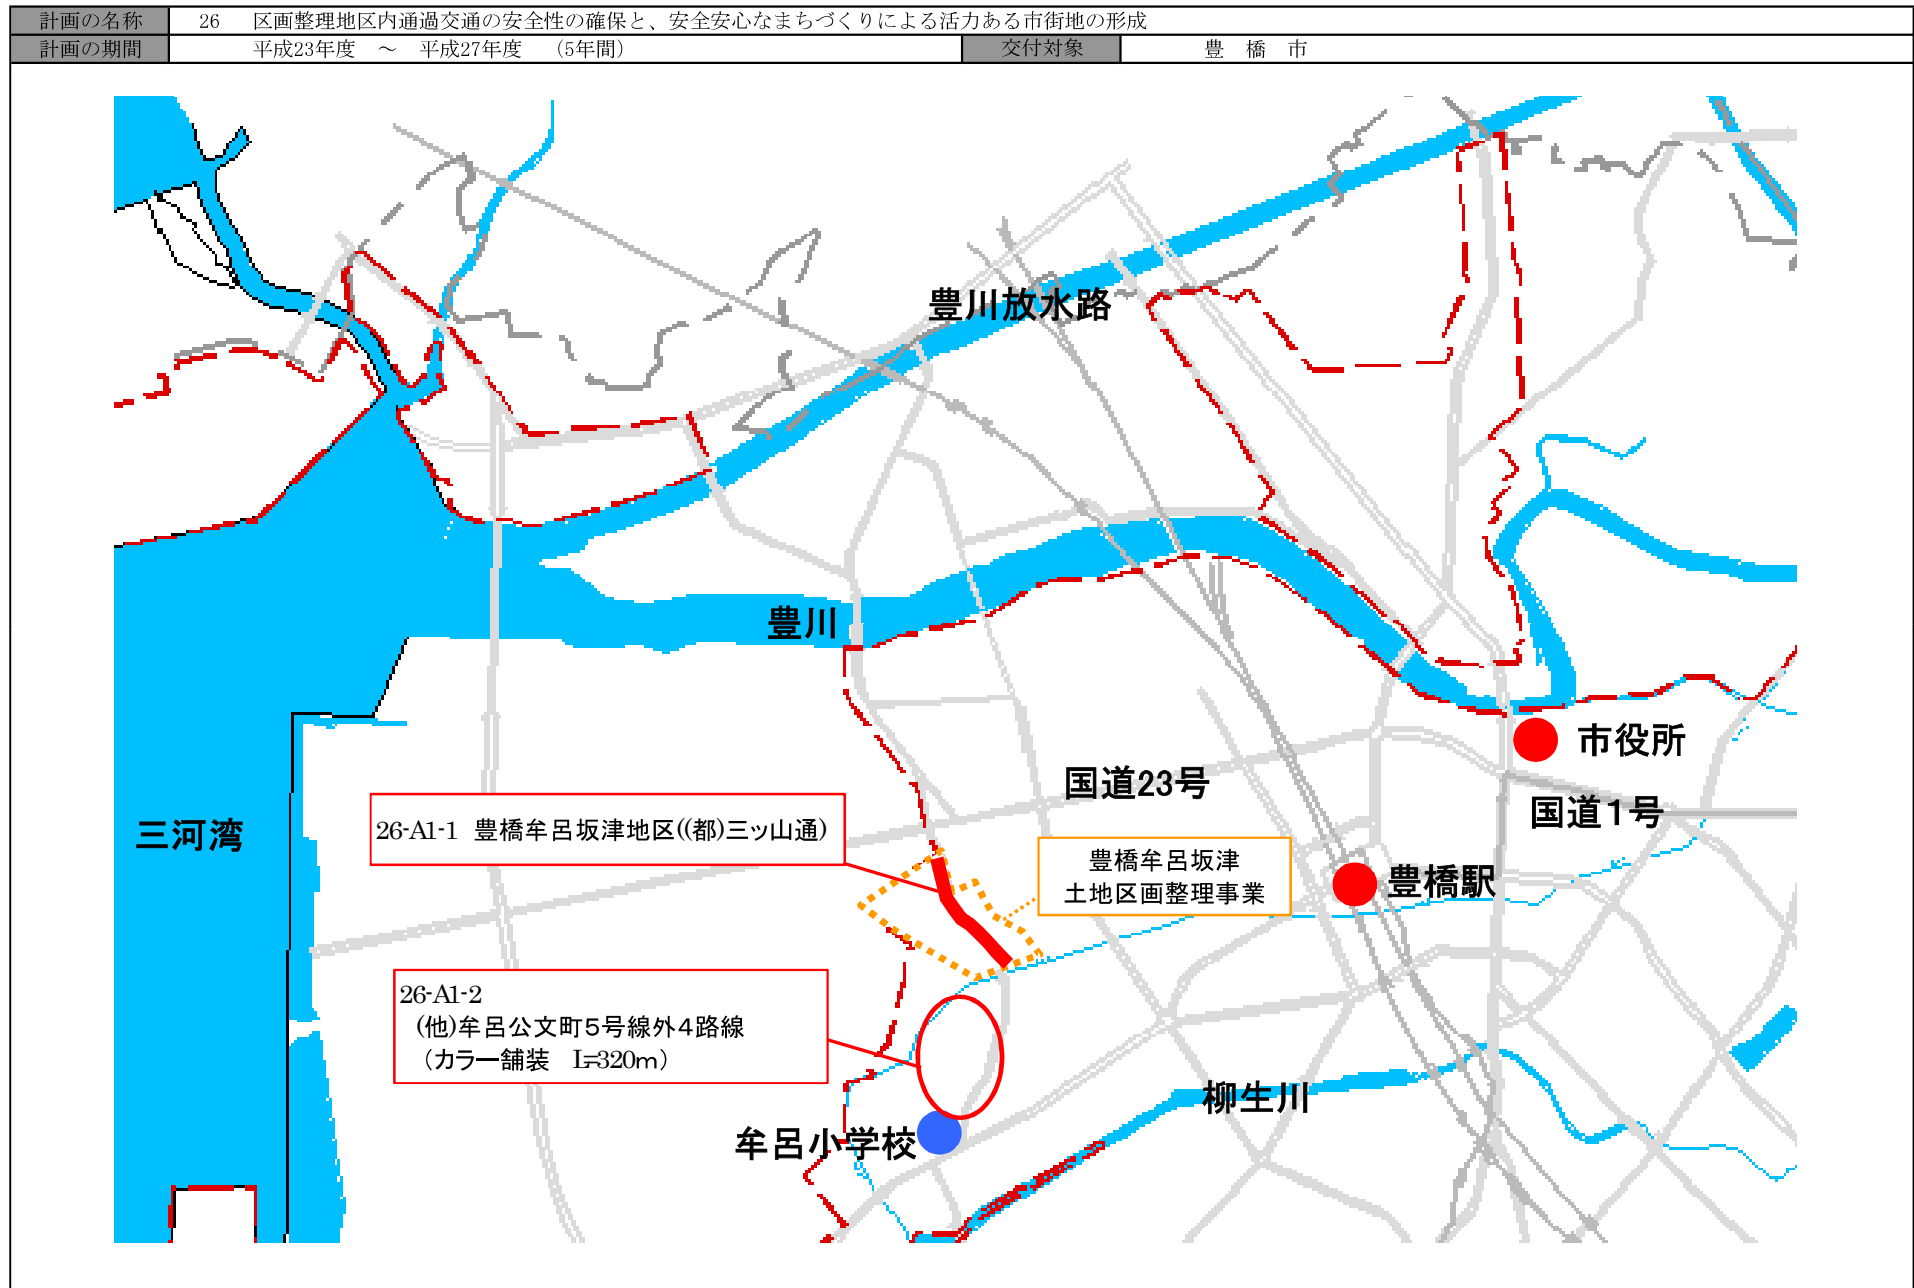 計画の名称 26 区画整理地区内通過交通の安全性の確保と、安全安心なまちづくりによる活力ある市街地の形成
計画の期間 平成23年度 ～ 平成27年度 （5年間） 交付対象 豊橋市
豊川放水路
豊川
市役所
国道23号
国道1号
三河湾
26-A1-1 豊橋牟呂坂津地区((都)三ッ山通)
豊橋牟呂坂津
土地区画整理事業
豊橋駅
26-A1-2
(他)牟呂公文町5号線外4路線
（カラー舗装 L=320m）
柳生川
牟呂小学校